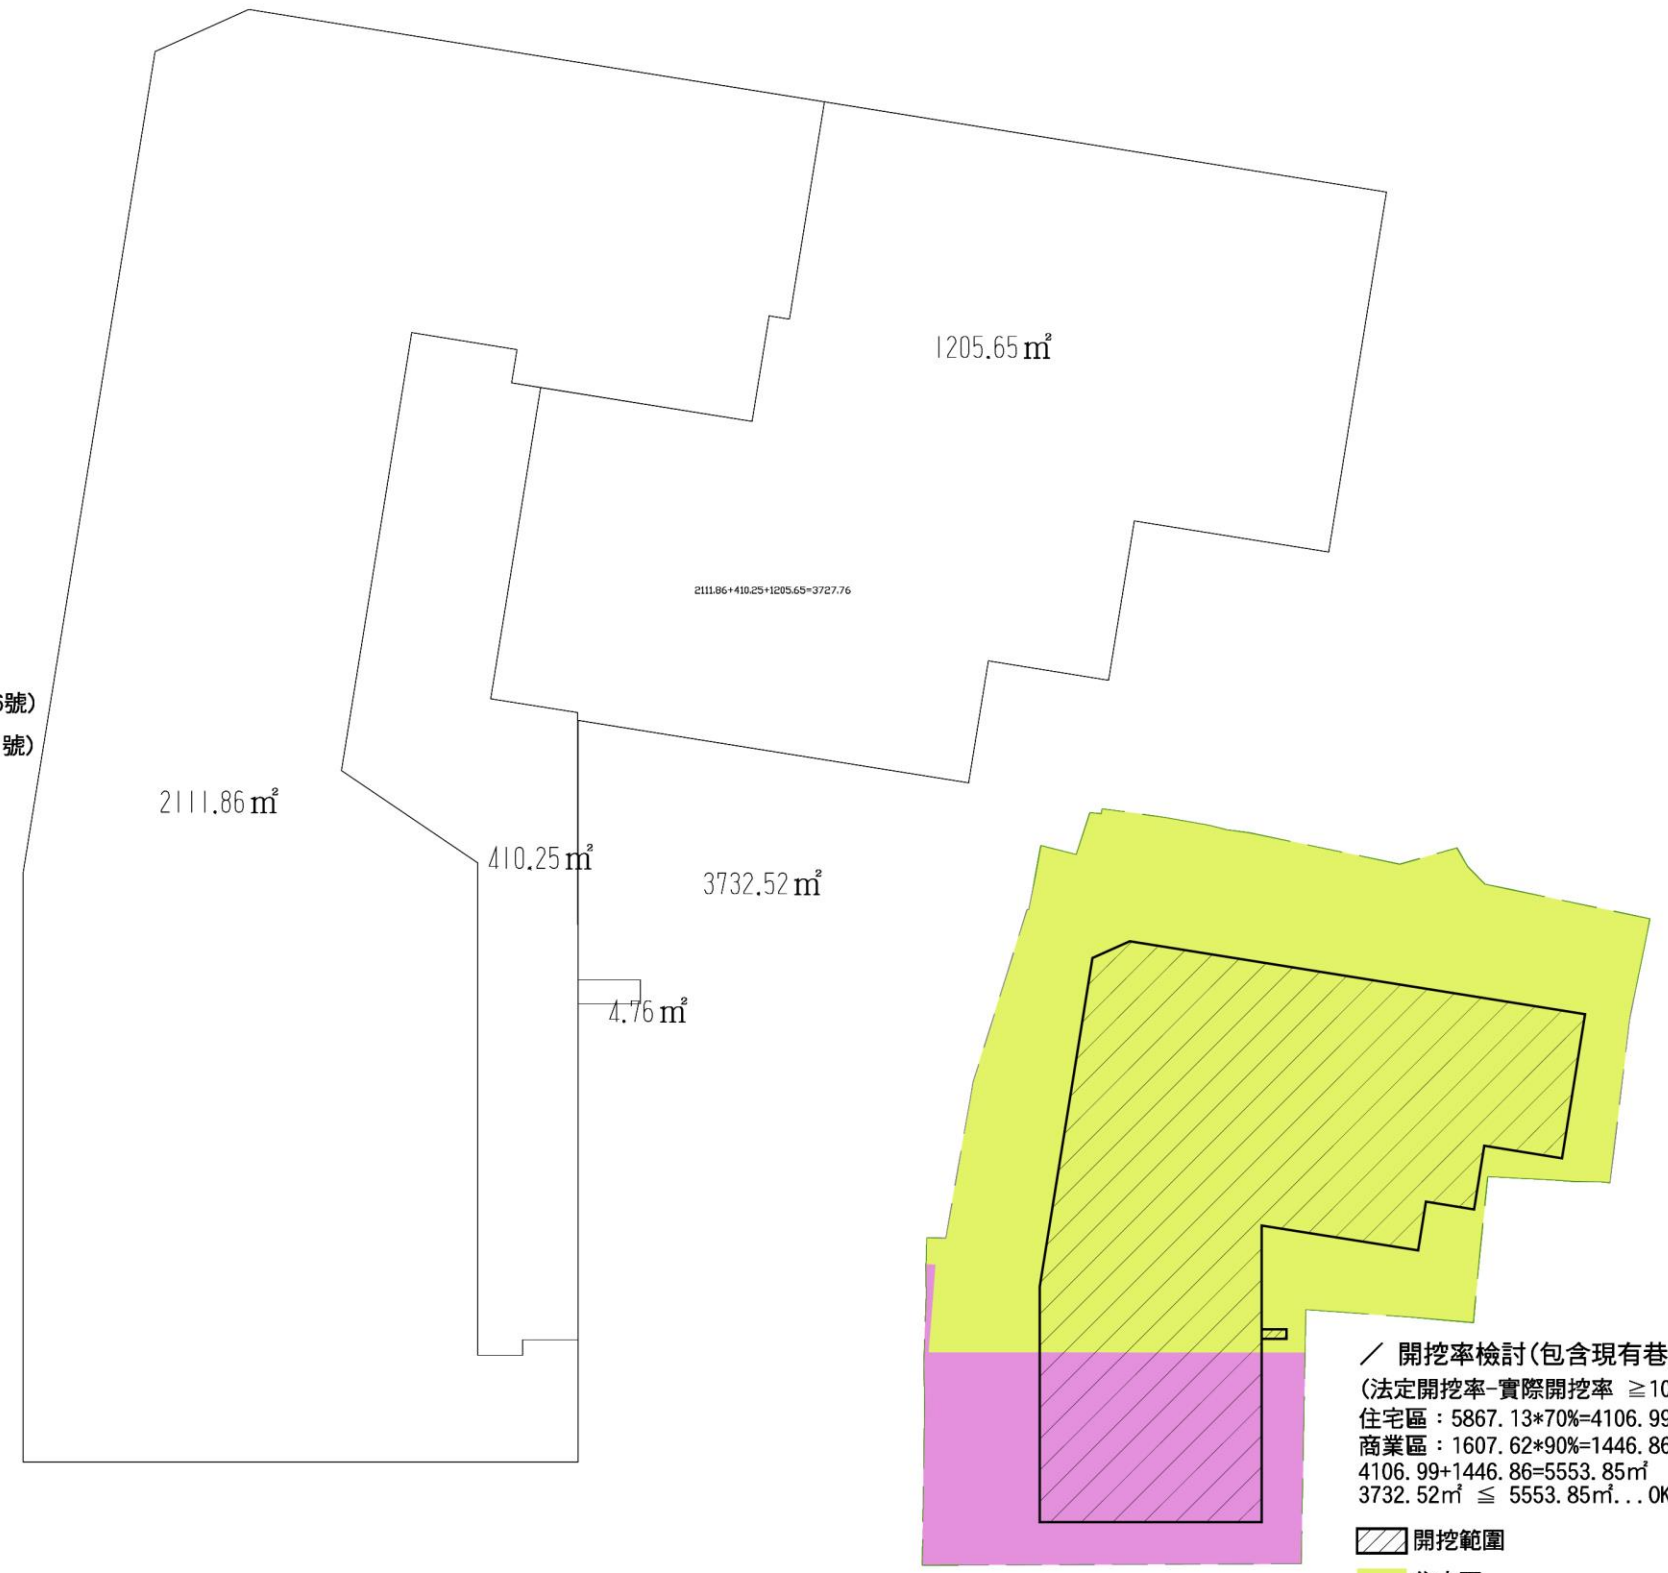 1205.65㎡
2111.86+410.25+1205.65=3727.76
6號)
號)
2111.86㎡
410.25㎡
3732.52㎡
4.76㎡
開挖率檢討(包含現有巷
(法定開挖率-實際開挖率 ≧10
住宅區：5867.13*70%=4106.99
商業區：1607.62*90%=1446.86
4106.99+1446.86=5553.85㎡
3732.52㎡ ≦ 5553.85㎡...OK
開挖範圍